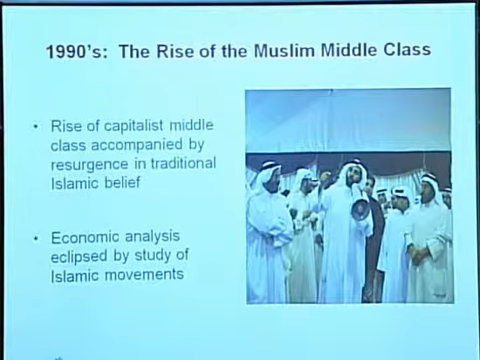 1990's: The Rise of the Muslim Middle Class
• Rise of capitalist middle
class accompanied by
resurgence in traditional
Islamic belief
• Economic analysis
eclipsed by study of
Islamic movements